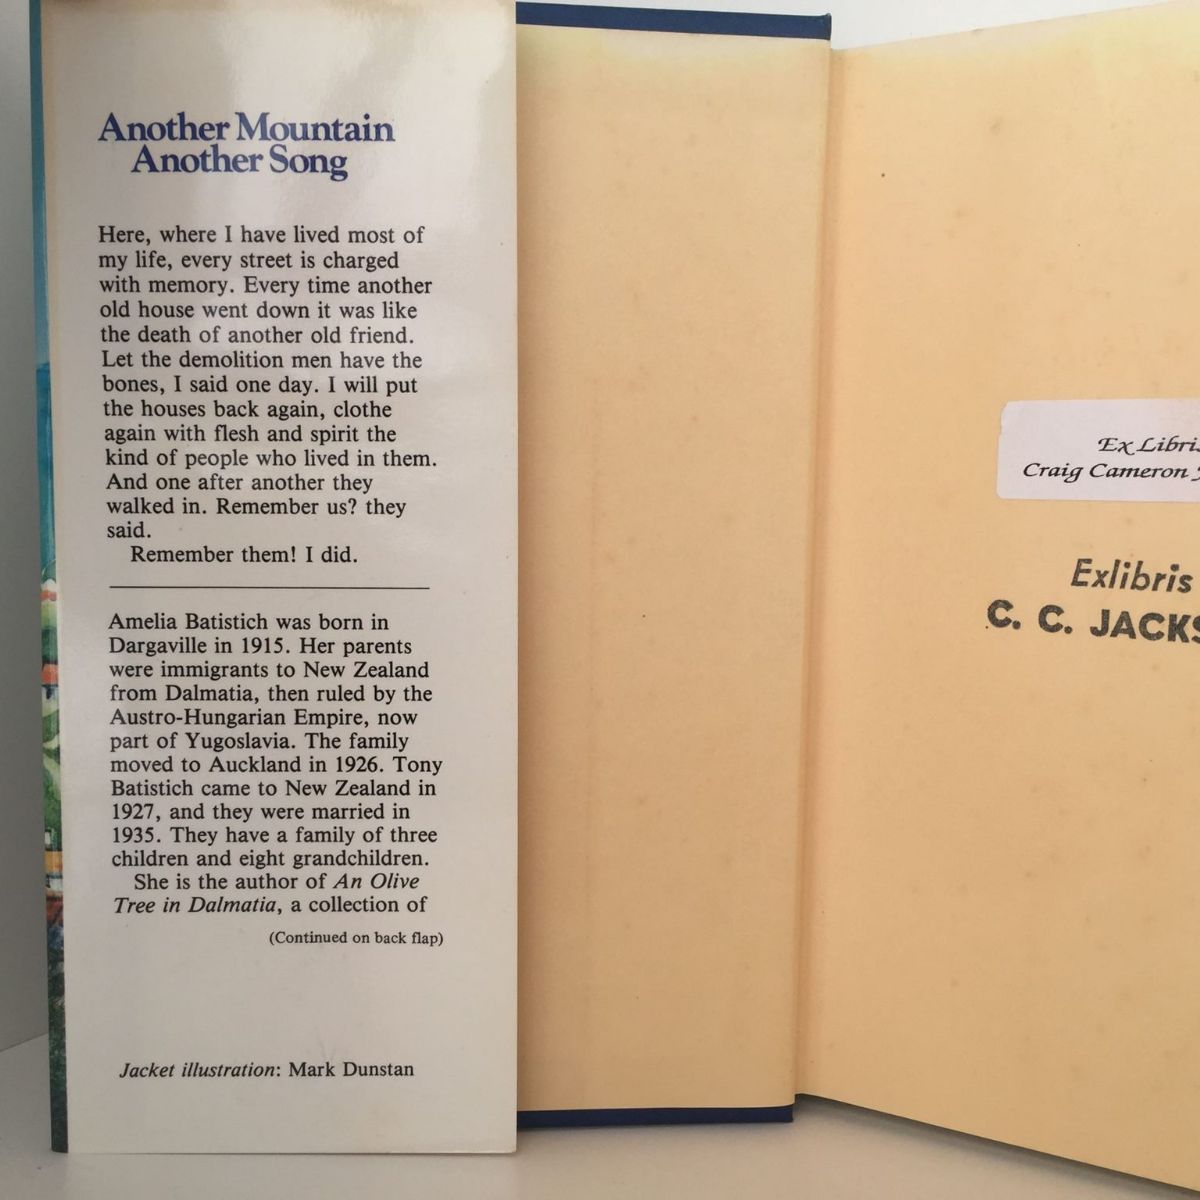 Another Mountain
Another Song
Here, where I have lived most of
my life, every street is charged
with memory. Every time another
old house went down it was like
the death of another old friend.
Let the demolition men have the
bones, I said one day. I will put
the houses back again, clothe
again with flesh and spirit the
kind of people who lived in them.
And one after another they
walked in. Remember us? they
said.
Remember them! I did.
Amelia Batistich was born in
Dargaville in 1915. Her parents
were immigrants to New Zealand
from Dalmatia, then ruled by the
Austro-Hungarian Empire, now
part of Yugoslavia. The family
moved to Auckland in 1926. Tony
Batistich came to New Zealand in
1927, and they were married in
1935. They have a family of three
children and eight grandchildren.
She is the author of An Olive
Tree in Dalmatia, a collection of
(Continued on back flap)
Jacket illustration: Mark Dunstan
Ex Libris
Craig Cameron
Exlibris
C. C. JACKS